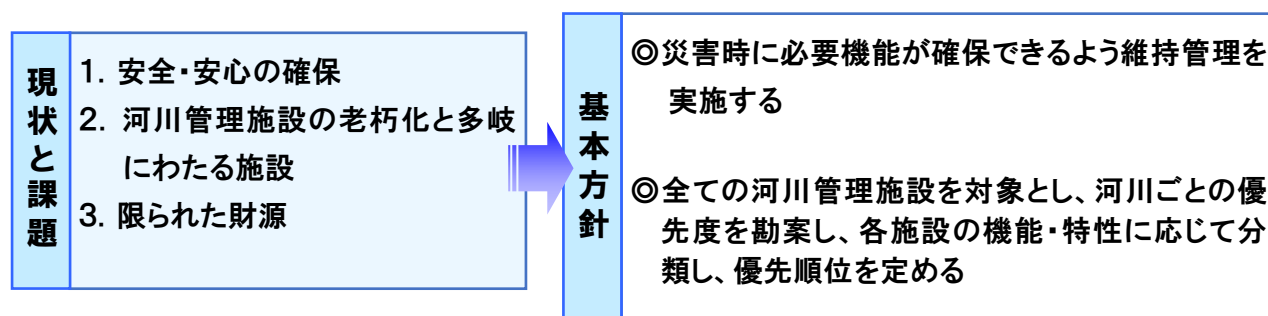 現状と課題
1. 安全・安心の確保
2. 河川管理施設の老朽化と多岐
にわたる施設
3. 限られた財源
基本方針
◎災害時に必要機能が確保できるよう維持管理を
実施する
◎全ての河川管理施設を対象とし、河川ごとの優
先度を勘案し、各施設の機能・特性に応じて分
類し、優先順位を定める